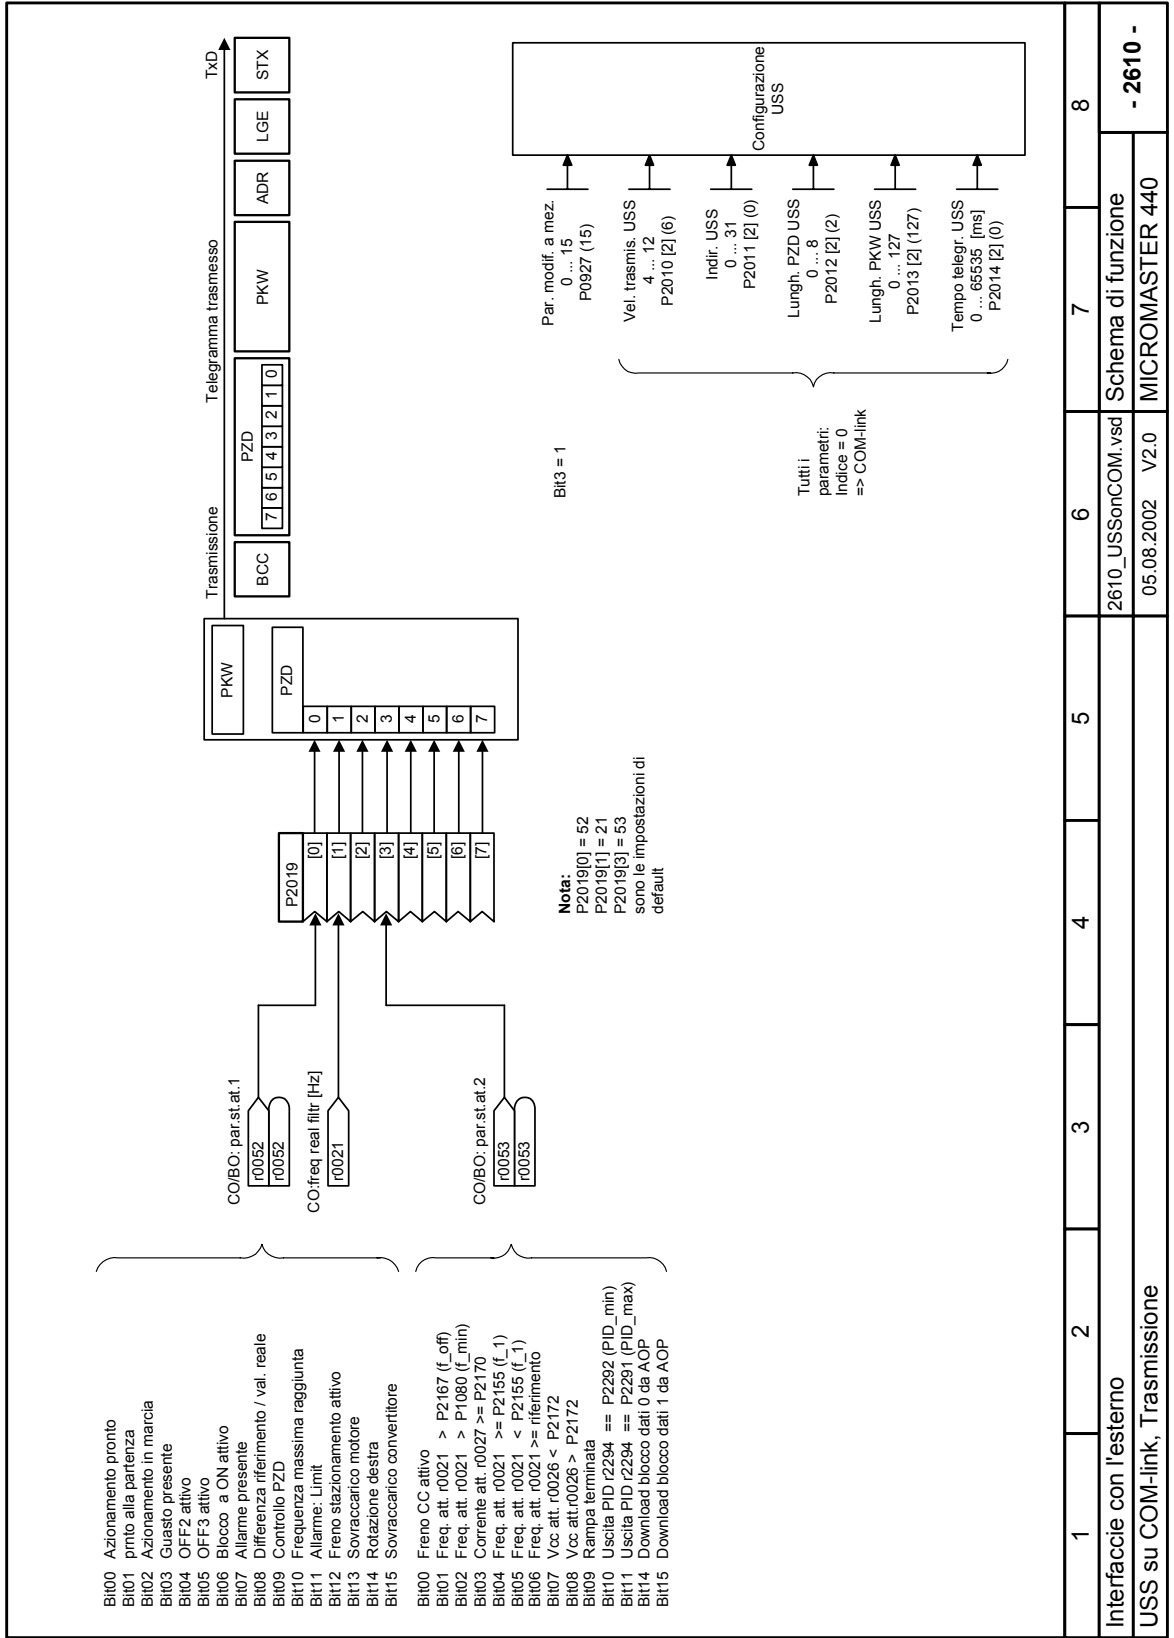 Bit00 Azionamento pronto
Bit01 prnto alla partenza
Bit02 Azionamento in marcia
Bit03 Guasto presente
Bit04 OFF2 attivo
Bit05 OFF3 attivo
Bit06 Blocco a ON attivo
Bit07 Allarme presente
Bit08 Differenza riferimento / val. reale
Bit09 Controllo PZD
Bit10 Frequenza massima raggiunta
Bit11 Allarme: Limit
Bit12 Freno stazionamento attivo
Bit13 Sovraccarico motore
Bit14 Rotazione destra
Bit15 Sovraccarico convertitore
Bit00 Freno CC attivo
Bit01 Freq. att. r0021 > P2167 (f_off)
Bit02 Freq. att. r0021 > P1080 (f_min)
Bit03 Corrente att. r0027 >= P2170
Bit04 Freq. att. r0021 >= P2155 (f_1)
Bit05 Freq. att. r0021 < P2155 (f_1)
Bit06 Freq. att. r0021 >= riferimento
Bit07 Vcc att. r0026 < P2172
Bit08 Vcc att.r0026 > P2172
Bit09 Rampa terminata
Bit10 Uscita PID r2294 == P2292 (PID_min)
Bit11 Uscita PID r2294 == P2291 (PID_max)
Bit14 Download blocco dati 0 da AOP
Bit15 Download blocco dati 1 da AOP
CO/BO: par.st.at.1
r0052
r0052
CO:freq real filtr [Hz]
r0021
CO/BO: par.st.at.2
r0053
r0053
P2019
[0]
[1]
[2]
[3]
[4]
[5]
[6]
[7]
Nota:
P2019[0] = 52
P2019[1] = 21
P2019[3] = 53
sono le impostazioni di
default
PKW
PZD
0
1
2
3
4
5
6
7
Trasmissione
Telegramma trasmesso
TxD
BCC
PZD
7 6 5 4 3 2 1 0
PKW
ADR
LGE
STX
Bit3 = 1
Par. modif. a mez.
0 ... 15
P0927 (15)
Vel. trasmis. USS
4 ... 12
P2010 [2] (6)
Indir. USS
0 ... 31
P2011 [2] (0)
Lungh. PZD USS
0 ... 8
P2012 [2] (2)
Lungh. PKW USS
0 ... 127
P2013 [2] (127)
Tempo telegr. USS
0 ... 65535 [ms]
P2014 [2] (0)
Tutti i
parametri:
Indice = 0
=> COM-link
Configurazione
USS
1 2 3 4 5 6 7 8
Interfaccie con l'esterno
USS su COM-link, Trasmissione
2610_USSonCOM.vsd
05.08.2002 V2.0
Schema di funzione
MICROMASTER 440
- 2610 -